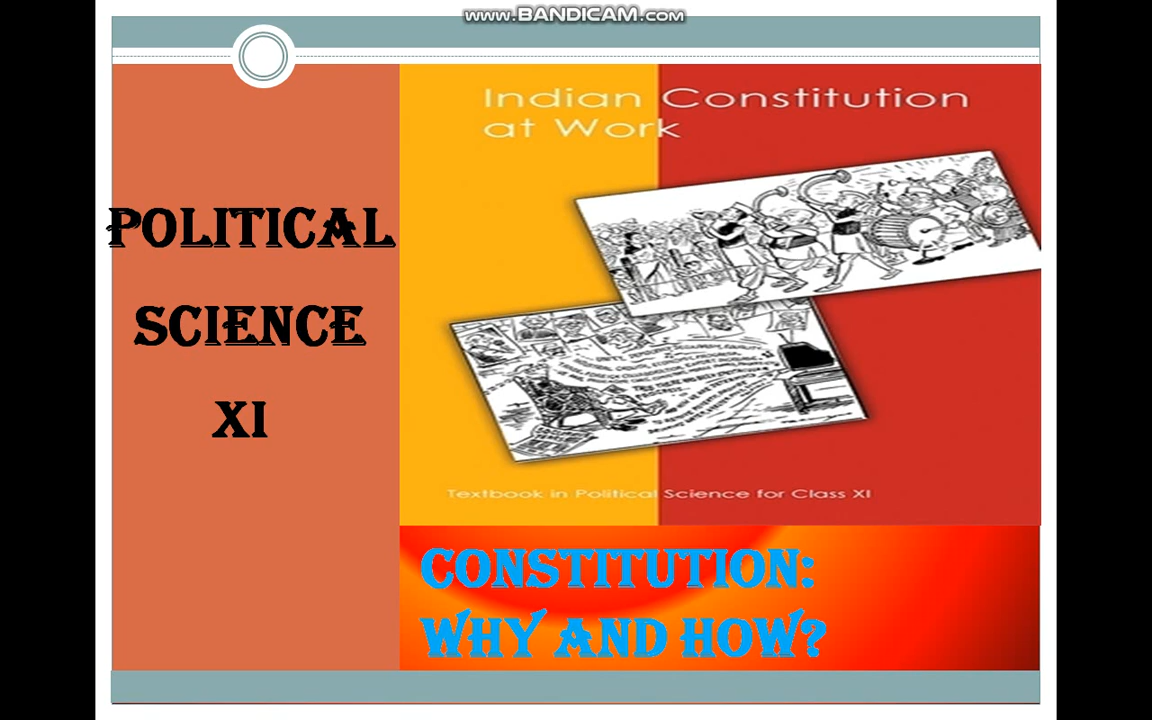 www.BANDICAM.com
Indian Constitution
at Work
POLITICAL
SCIENCE
XI
Textbook in Political Science for Class XI
CONSTITUTION:
WHY AND HOW?